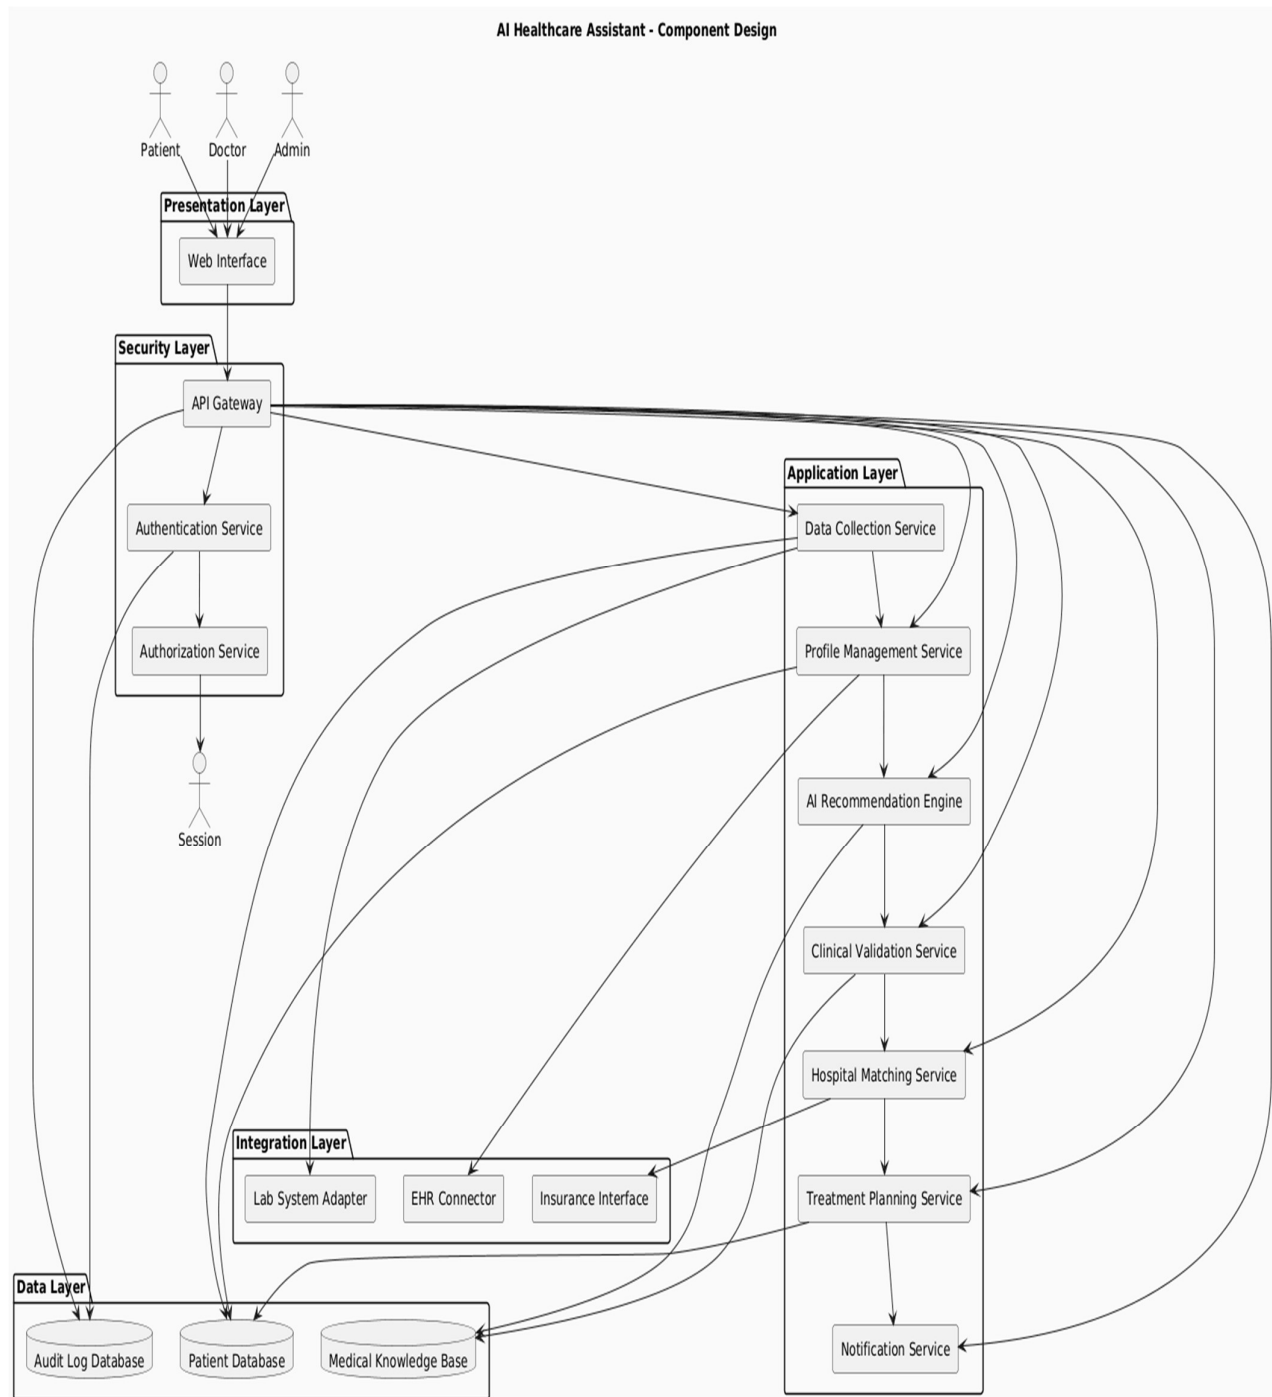 AI Healthcare Assistant - Component Design
Patient
Doctor
Admin
Presentation Layer
Web Interface
Security Layer
API Gateway
Application Layer
Authentication Service
Data Collection Service
Authorization Service
Profile Management Service
AI Recommendation Engine
Session
Clinical Validation Service
Hospital Matching Service
Integration Layer
Lab System Adapter
EHR Connector
Insurance Interface
Treatment Planning Service
Data Layer
Audit Log Database
Patient Database
Medical Knowledge Base
Notification Service